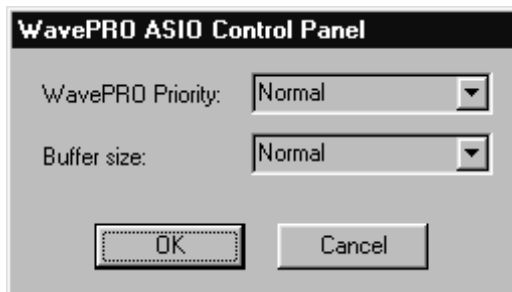 WavePRO ASIO Control Panel
WavePRO Priority: Normal
Buffer size: Normal
OK Cancel